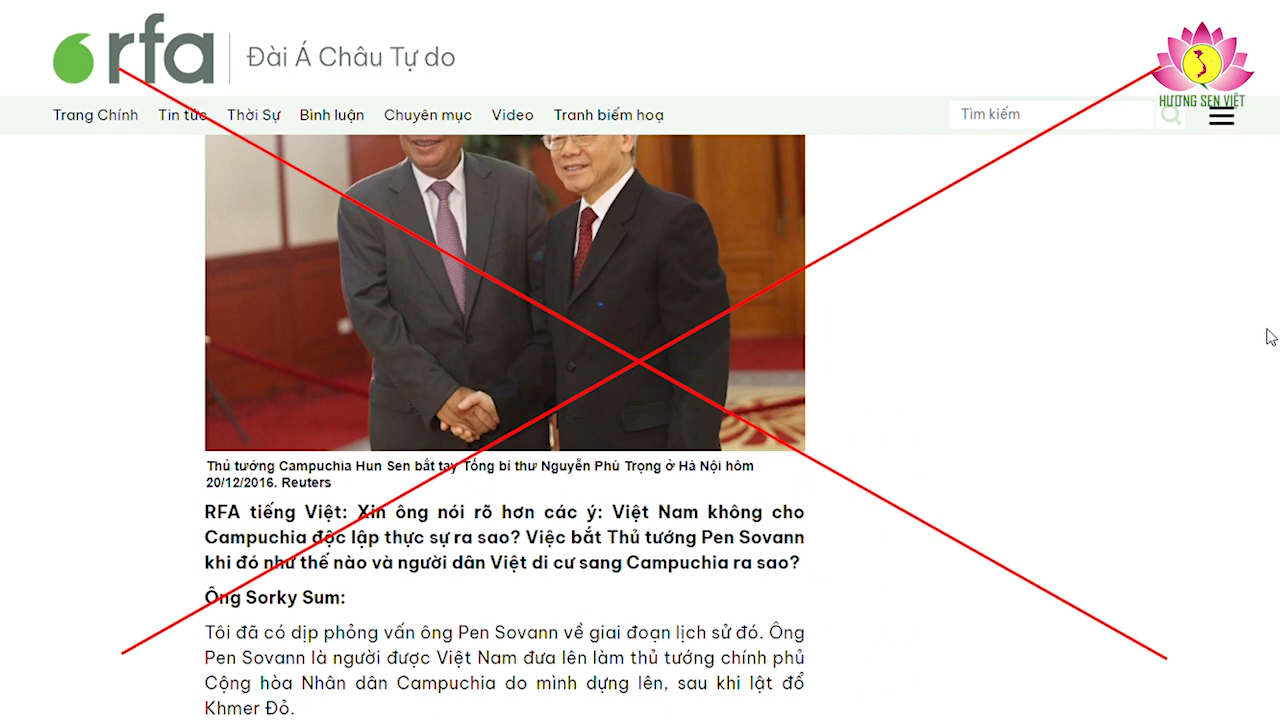 rfa Đài Á Châu Tự do
HƯƠNG SEN VIỆT
Trang Chính Tin tức Thời Sự Bình luận Chuyên mục Video Tranh biếm hoạ Tìm kiếm
Thủ tướng Campuchia Hun Sen bắt tay Tổng bí thư Nguyễn Phú Trọng ở Hà Nội hôm
20/12/2016. Reuters
RFA tiếng Việt: Xin ông nói rõ hơn các ý: Việt Nam không cho
Campuchia độc lập thực sự ra sao? Việc bắt Thủ tướng Pen Sovann
khi đó như thế nào và người dân Việt di cư sang Campuchia ra sao?
Ông Sorky Sum:
Tôi đã có dịp phỏng vấn ông Pen Sovann về giai đoạn lịch sử đó. Ông
Pen Sovann là người được Việt Nam đưa lên làm thủ tướng chính phủ
Cộng hòa Nhân dân Campuchia do mình dựng lên, sau khi lật đổ
Khmer Đỏ.